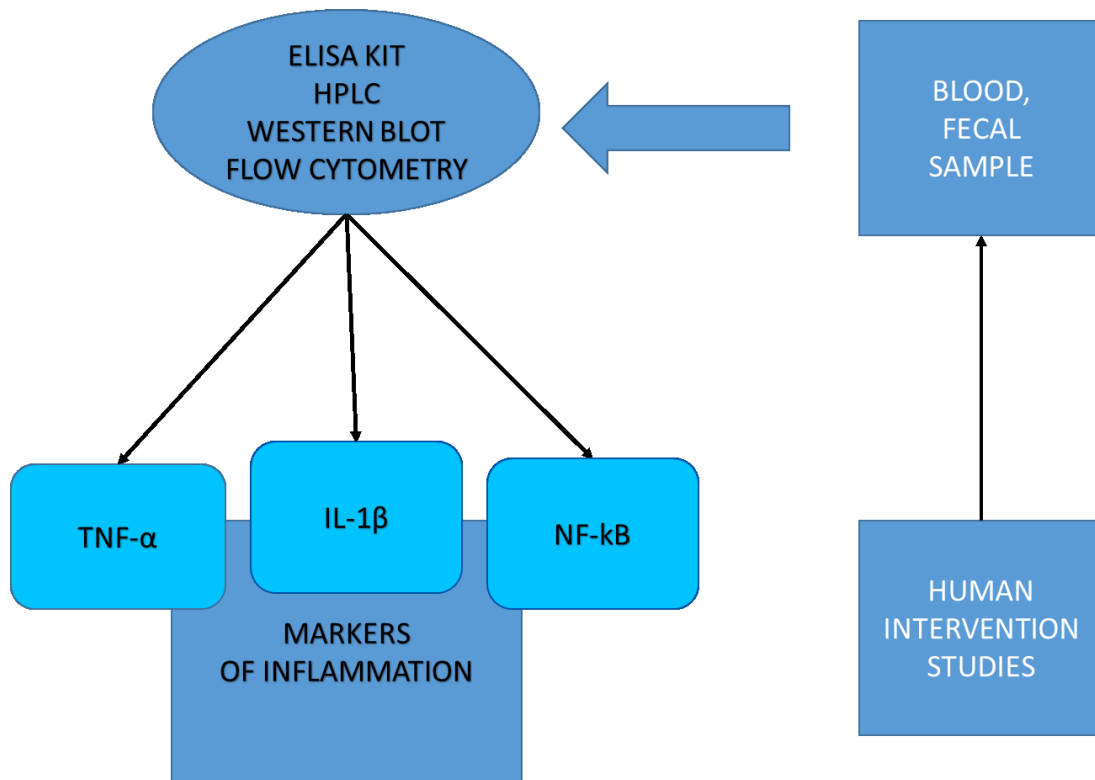 ELISA KIT
HPLC
WESTERN BLOT
FLOW CYTOMETRY
BLOOD,
FECAL
SAMPLE
TNF-α
IL-1β
NF-kB
MARKERS
OF INFLAMMATION
HUMAN
INTERVENTION
STUDIES